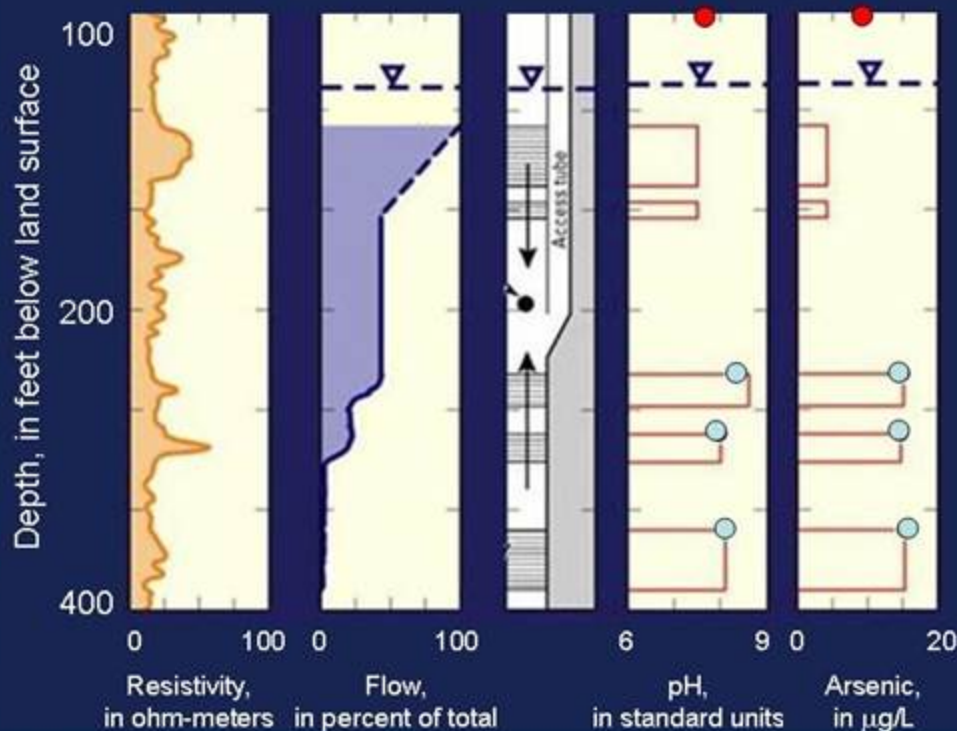 Depth, in feet below land surface
100
200
400
Access tube
0 100
0 100
6 9
0 20
Resistivity,
in ohm-meters
Flow,
in percent of total
pH,
in standard units
Arsenic,
in µg/L